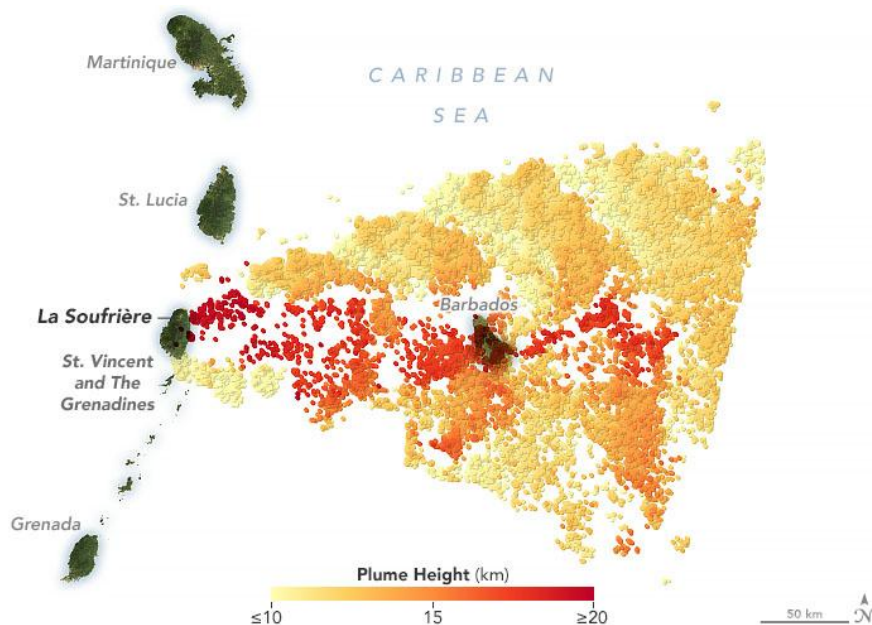 Martinique
CARIBBEAN
SEA
St. Lucia
La Soufrière
Barbados
St. Vincent
and The
Grenadines
Grenada
Plume Height (km)
≤10 15 ≥20
50 km N